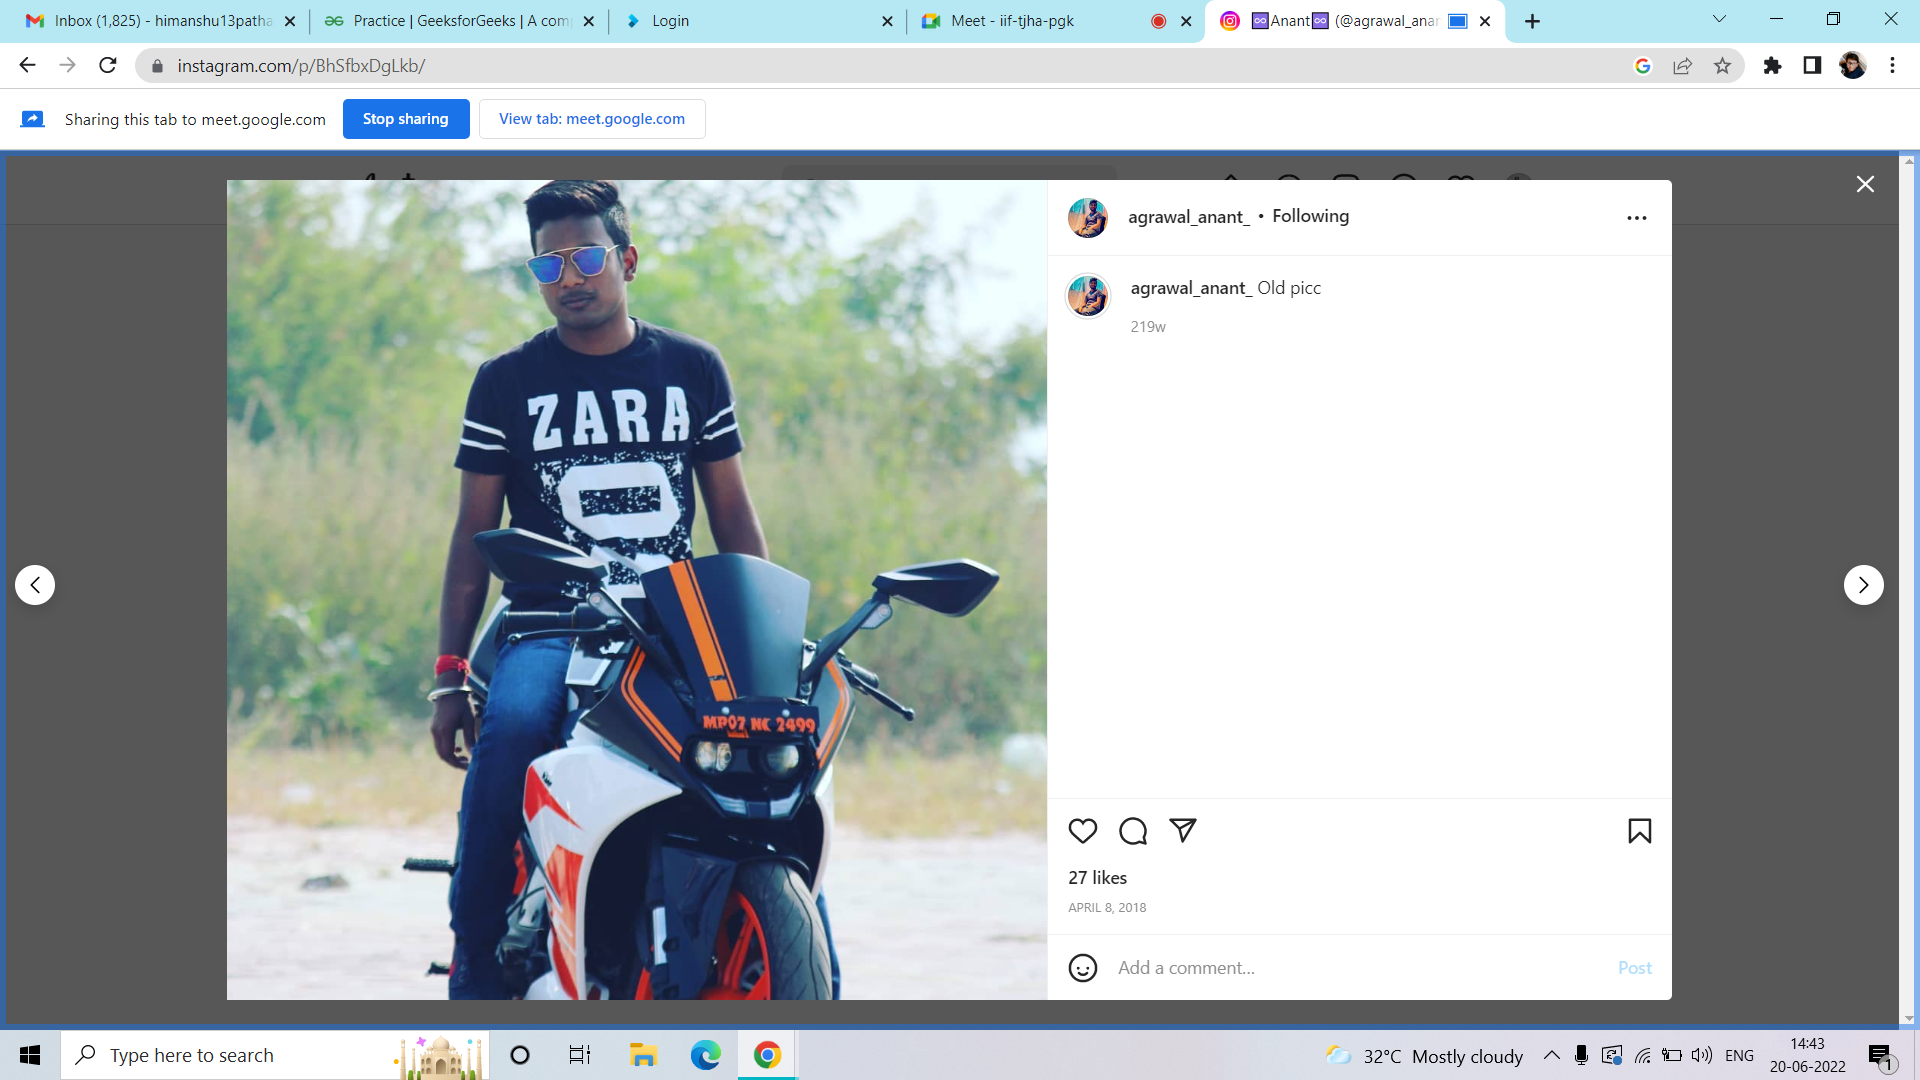 Inbox (1,825) - himanshu13patha
Practice | GeeksforGeeks | A com
Login
Meet - iif-tjha-pgk
Anant (@agrawal_anar
instagram.com/p/BhSfbxDgLkb/
Sharing this tab to meet.google.com
Stop sharing
View tab: meet.google.com
agrawal_anant_ • Following
agrawal_anant_ Old picc
219w
ZARA
MP07 NC 2499
27 likes
APRIL 8, 2018
Add a comment...
Post
Type here to search
32°C Mostly cloudy
ENG
14:43
20-06-2022
1